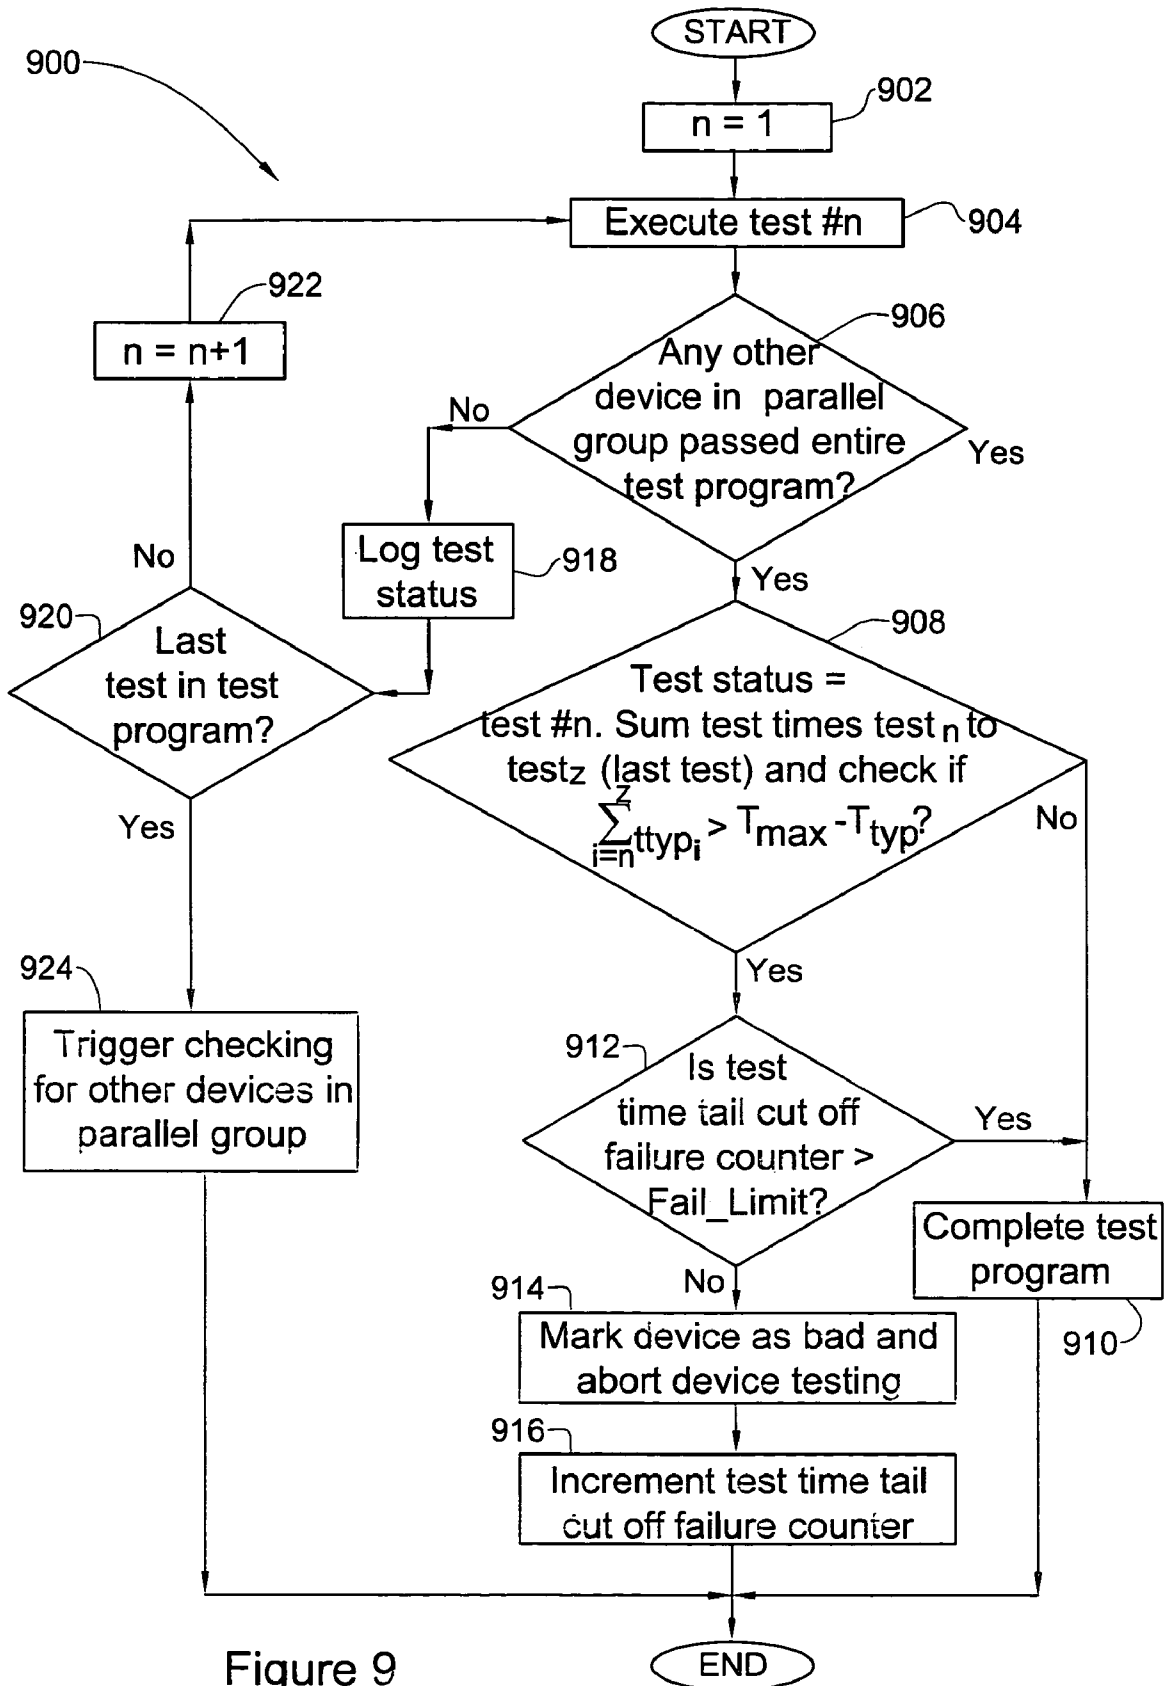 START
900
902
n = 1
Execute test #n
904
922
n = n+1
906
Any other
device in parallel
group passed entire
test program?
No
Yes
Log test
status
918
No
Yes
920
Last
test in test
program?
908
Test status =
test #n. Sum test times test n to
testz (last test) and check if
z
∑ ttypi > Tmax -Ttyp?
i=n
No
Yes
Yes
924
Trigger checking
for other devices in
parallel group
912
Is test
time tail cut off
failure counter >
Fail_Limit?
Yes
Complete test
program
910
No
914
Mark device as bad and
abort device testing
916
Increment test time tail
cut off failure counter
END
Figure 9